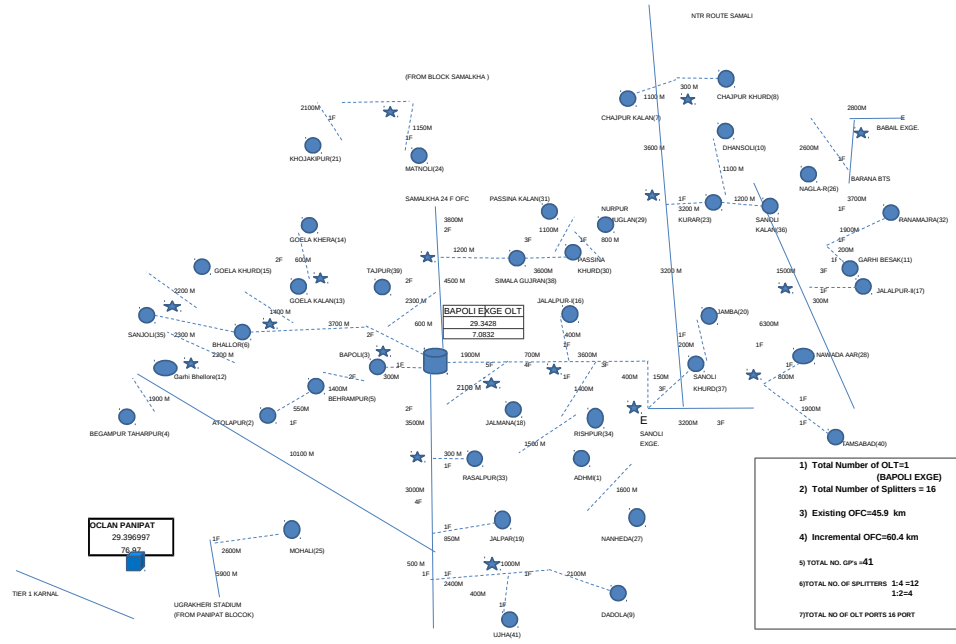 NTR ROUTE SAMALI
(FROM BLOCK SAMALKHA )
300 M
1100 M
CHAJPUR KHURD(8)
CHAJPUR KALAN(7)
2100M
1F
1150M
1F
KHOJAKIPUR(21)
MATNOLI(24)
2800M
E
BABAIL EXGE.
3600 M
DHANSOLI(10)
2600M
1F
1100 M
NAGLA-R(26)
BARANA BTS
SAMALKHA 24 F OFC
PASSINA KALAN(31)
NURPUR
MUGLAN(29)
1F
3200 M
1200 M
KURAR(23)
SANOLI
KALAN(36)
3700M
1F
RANAMAJRA(32)
3800M
2F
1100M
3F
1F
800 M
1900M
1F
200M
1F
GARHI BESAK(11)
GOELA KHERA(14)
2F
600M
1200 M
PASSINA
KHURD(30)
3600M
SIMALA GUJRAN(38)
GOELA KHURD(15)
TAJPUR(39)
4500 M
3200 M
1500M
3F
JALALPUR-II(17)
300M
2200 M
GOELA KALAN(13)
2300 M
JALALPUR-I(16)
1400 M
BAPOLI EXGE OLT
29.3428
7.0832
JAMBA(20)
6300M
SANJOLI(35)
2300 M
3700 M
600 M
400M
1F
1F
200M
1F
BHALLOR(6)
2200 M
BAPOLI(3)
1F
1900M
700M
3600M
5F
4F
NAWADA AAR(28)
1F
Garhi Bhellore(12)
2F
300M
1F
400M
150M
3F
SANOLI
KHURD(37)
800M
BEHRAMPUR(5)
1400M
2F
2100 M
1400M
1900 M
1F
1900M
550M
1F
ATOLAPUR(2)
2F
3500M
JALMANA(18)
RISHPUR(34)
E
SANOLI
EXGE.
3200M
3F
BEGAMPUR TAHARPUR(4)
TAMSABAD(40)
1500 M
10100 M
300 M
1F
RASALPUR(33)
ADHMI(1)
3000M
4F
1600 M
1) Total Number of OLT=1
(BAPOLI EXGE)
2) Total Number of Splitters = 16
3) Existing OFC=45.9 km
4) Incremental OFC=60.4 km
5) TOTAL NO. GP's =41
6)TOTAL NO OF SPLITTERS 1:4 =12
1:2=4
7)TOTAL NO OF OLT PORTS 16 PORT
OCLAN PANIPAT
29.396997
76.97
1F
2600M
MOHALI(25)
1F
850M
JALPAR(19)
NANHEDA(27)
500 M
1000M
1F
1F
1F
2100M
5900 M
2400M
400M
TIER 1 KARNAL
UGRAKHERI STADIUM
(FROM PANIPAT BLOCOK)
1F
DADOLA(9)
UJHA(41)